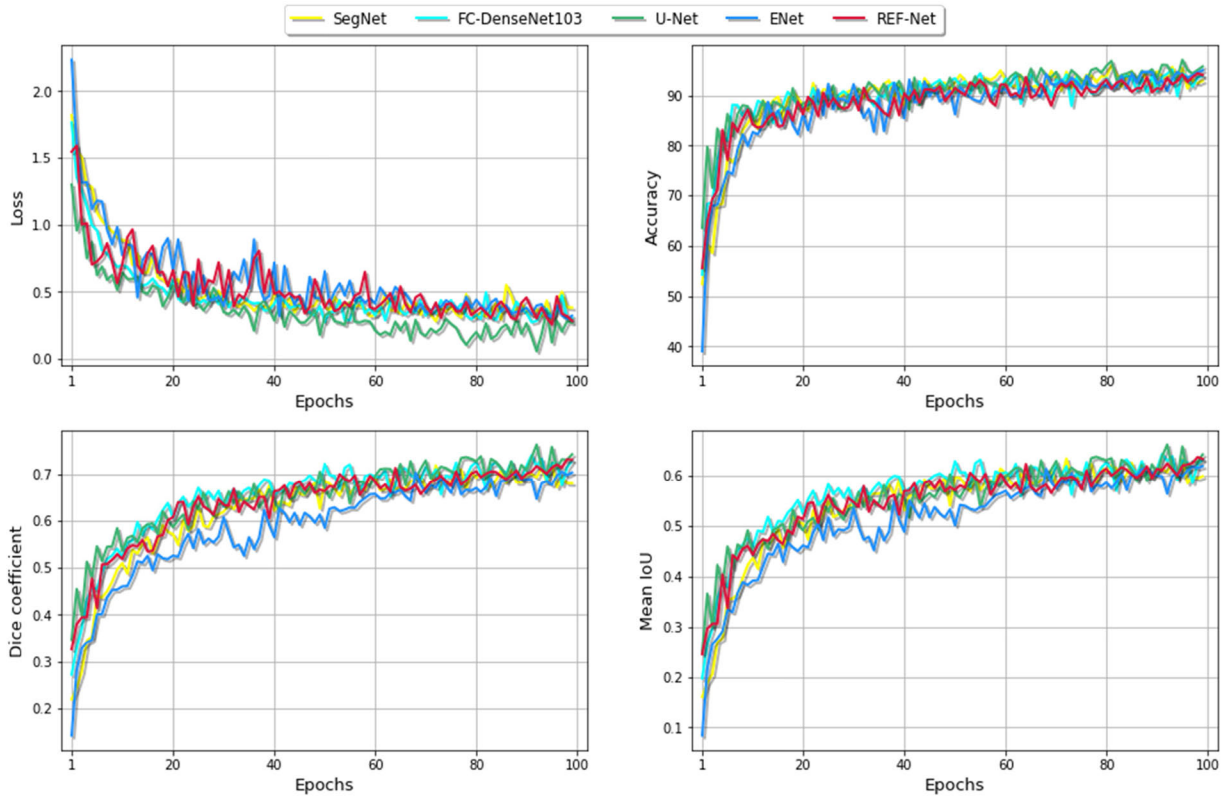 SegNet FC-DenseNet103 U-Net ENet REF-Net
2.0
1.5
1.0
0.5
0.0
Loss
1 20 40 60 80 100
Epochs
90
80
70
60
50
40
Accuracy
1 20 40 60 80 100
Epochs
0.7
0.6
0.5
0.4
0.3
0.2
Dice coefficient
1 20 40 60 80 100
Epochs
0.6
0.5
0.4
0.3
0.2
0.1
Mean IoU
1 20 40 60 80 100
Epochs